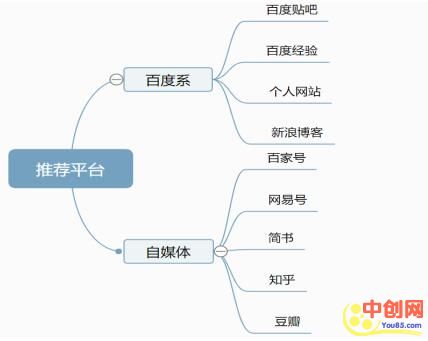 推荐平台
百度系
百度贴吧
百度经验
个人网站
新浪博客
自媒体
百家号
网易号
简书
知乎
豆瓣
中创网
You85.com